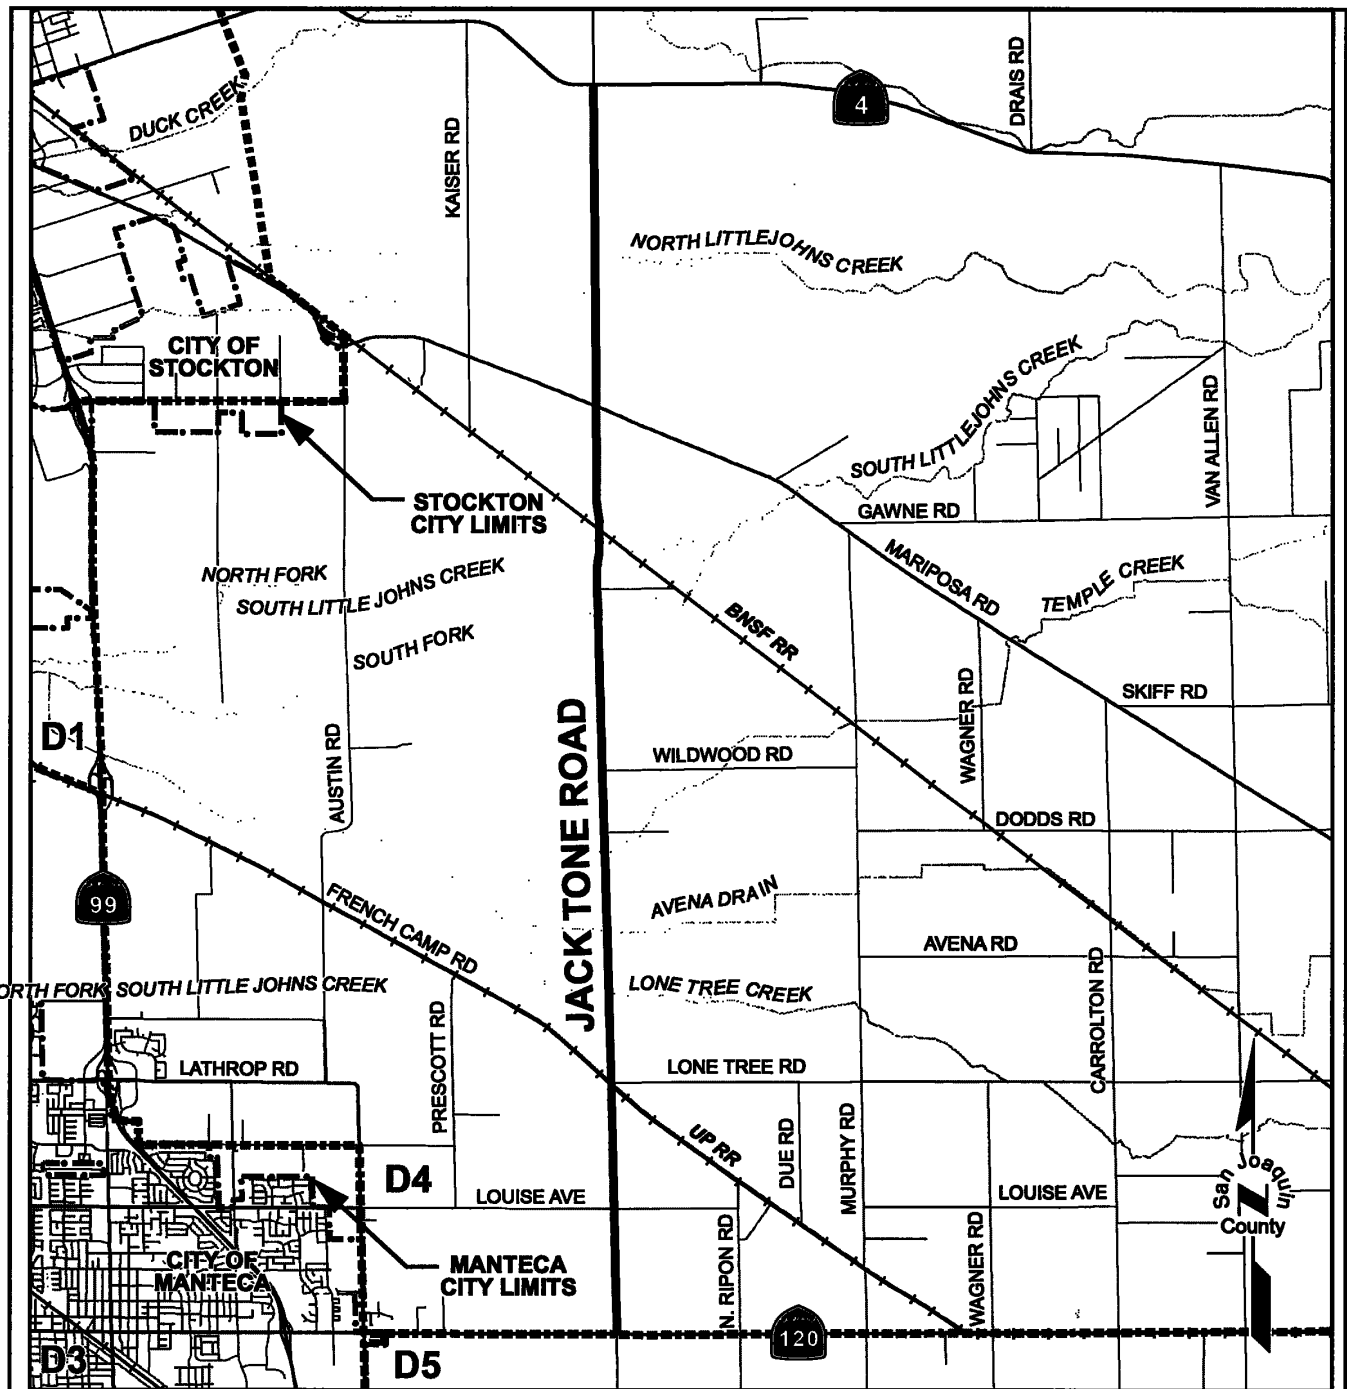 DRAIS RD
4
DUCK CREEK
KAISER RD
NORTH LITTLEJOHNS CREEK
CITY OF
STOCKTON
SOUTH LITTLEJOHNS CREEK
VAN ALLEN RD
STOCKTON
CITY LIMITS
GAWNE RD
MARIPOSA RD
TEMPLE CREEK
NORTH FORK
SOUTH LITTLE JOHNS CREEK
SOUTH FORK
BNSF RR
WAGNER RD
SKIFF RD
D1
AUSTIN RD
JACK TONE ROAD
WILDWOOD RD
DODDS RD
99
FRENCH CAMP RD
AVENA DRAIN
AVENA RD
CARROLTON RD
ORTH FORK SOUTH LITTLE JOHNS CREEK
LONE TREE CREEK
LATHROP RD
PRESCOTT RD
LONE TREE RD
UP RR
DUE RD
MURPHY RD
D4
LOUISE AVE
LOUISE AVE
San Joaquin
County
N. RIPON RD
WAGNER RD
CITY OF
MANTECA
MANTECA
CITY LIMITS
120
D3
D5